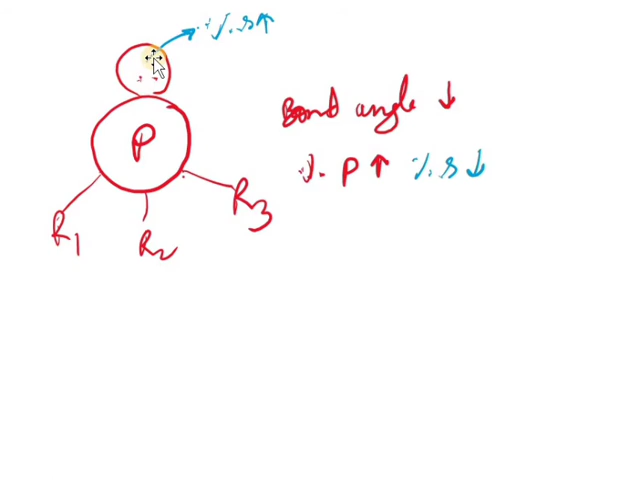 % s↑
P
Bond angle ↓
% P ↑ % s ↓
R1
R2
R3